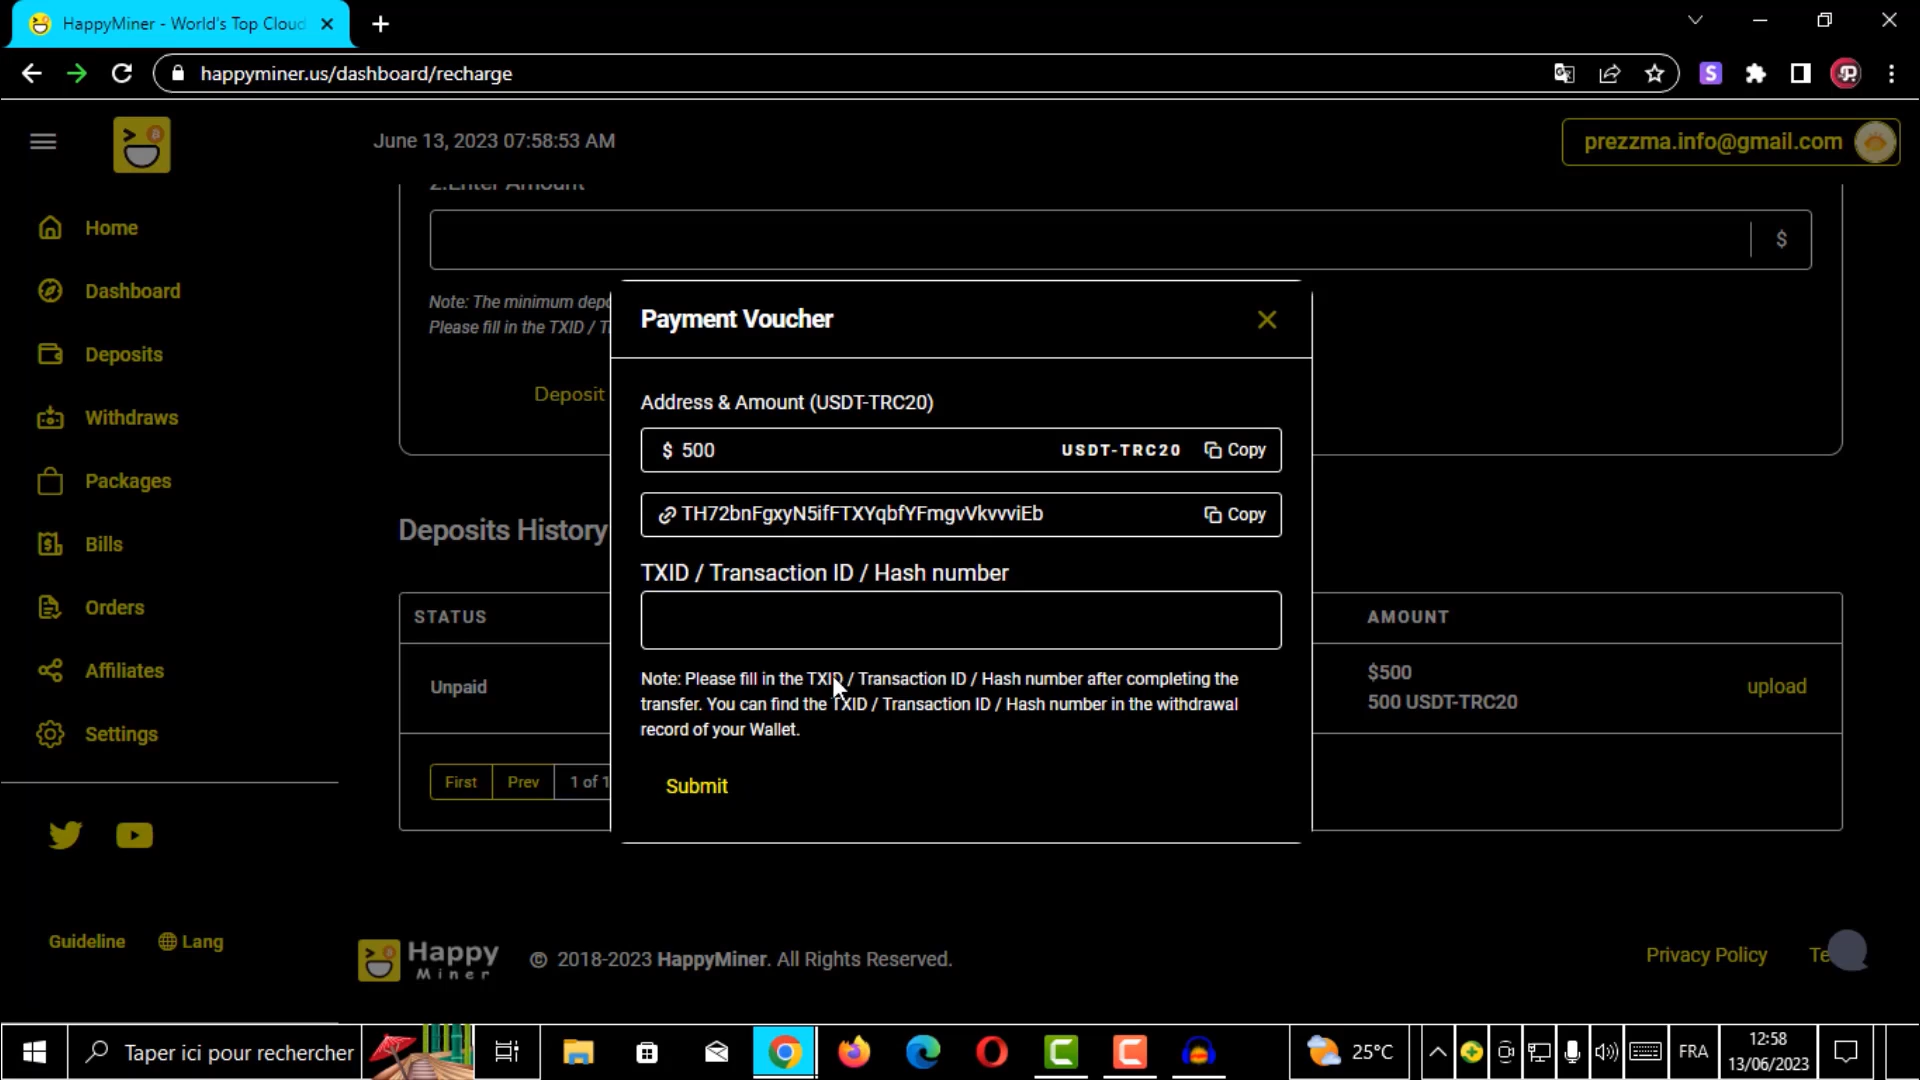 HappyMiner - World's Top Cloud
happyminer.us/dashboard/recharge
June 13, 2023 07:58:53 AM
prezzma.info@gmail.com
2.Enter Amount
$
Note: The minimum depo
Please fill in the TXID / T
Deposit
Home
Dashboard
Deposits
Withdraws
Packages
Bills
Orders
Affiliates
Settings
Payment Voucher
Address & Amount (USDT-TRC20)
$ 500 USDT-TRC20 Copy
TH72bnFgxyN5ifFTXYqbfYFmgvVkvvviEb Copy
TXID / Transaction ID / Hash number
Note: Please fill in the TXID / Transaction ID / Hash number after completing the
transfer. You can find the TXID / Transaction ID / Hash number in the withdrawal
record of your Wallet.
Submit
Deposits History
STATUS AMOUNT
Unpaid $500
500 USDT-TRC20
upload
First Prev 1 of 1
Guideline Lang
Happy
Miner
© 2018-2023 HappyMiner. All Rights Reserved.
Privacy Policy Te
Taper ici pour rechercher
25°C
FRA
12:58
13/06/2023